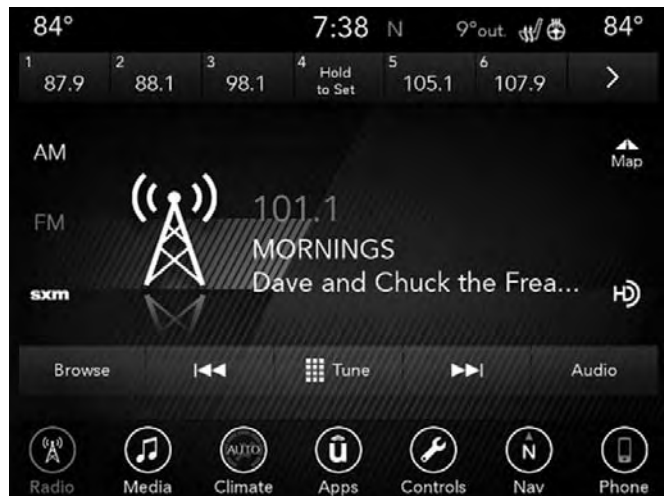 84° 7:38 N 9°out. 84°
1 87.9 2 88.1 3 98.1 4 Hold to Set 5 105.1 6 107.9 >
AM
Map
FM
101.1
MORNINGS
sxm
Dave and Chuck the Frea...
HD
Browse Tune Audio
AUTO û N
Radio Media Climate Apps Controls Nav Phone